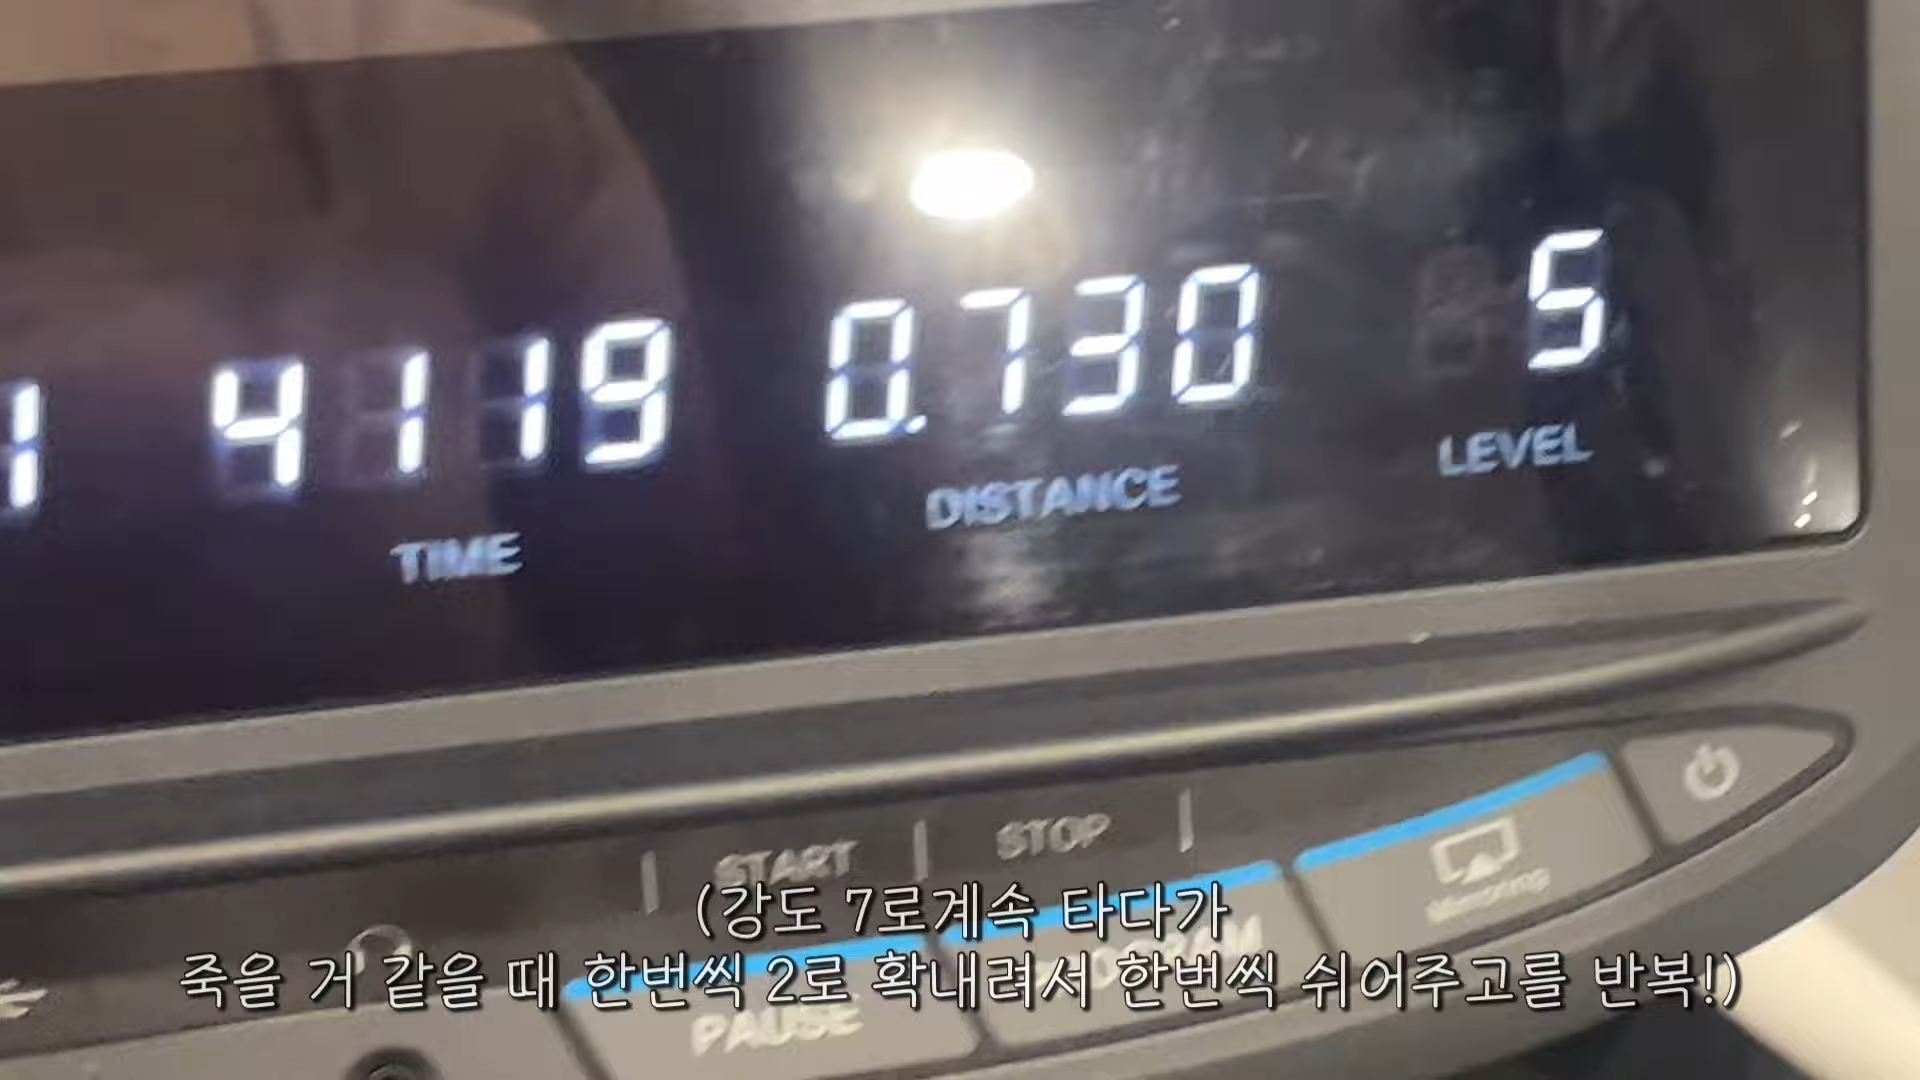 1 4119 0.730 5
TIME DISTANCE LEVEL
START STOP
Mirroring
PAUSE
(강도 7로계속 타다가
죽을 거 같을 때 한번씩 2로 확내려서 한번씩 쉬어주고를 반복!)